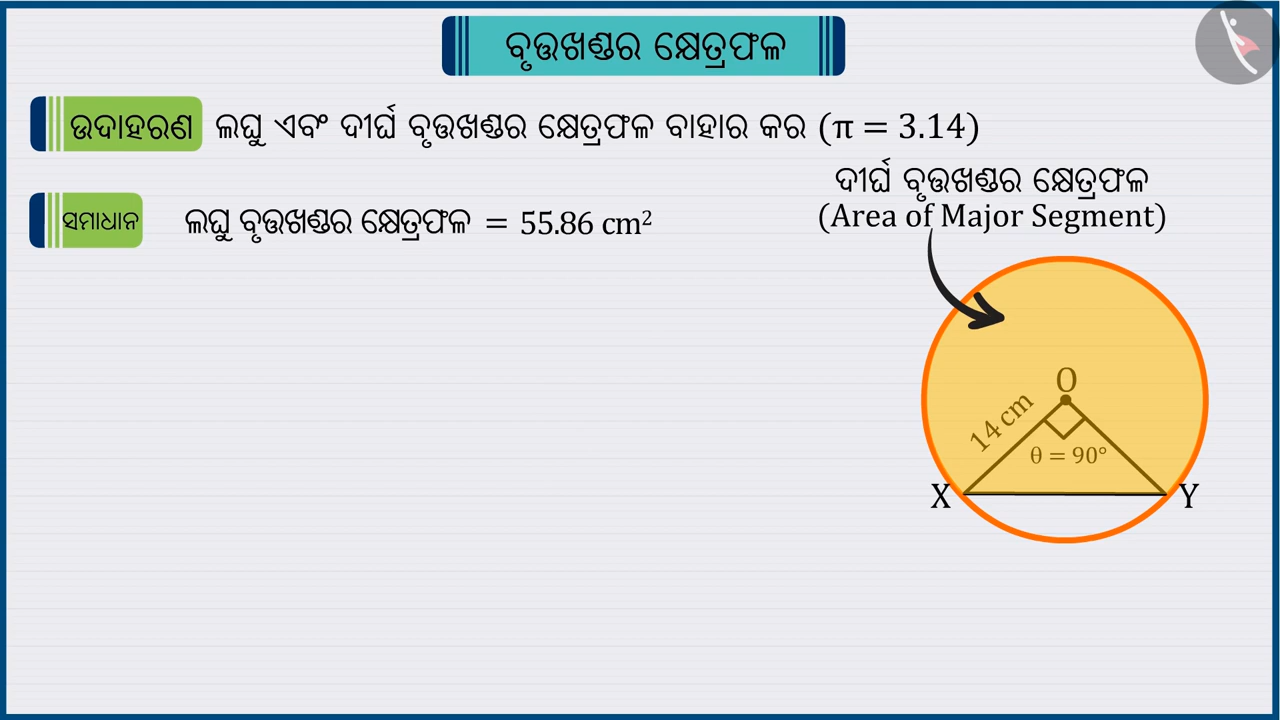 ବୃତ୍ତଖଣ୍ଡର କ୍ଷେତ୍ରଫଳ
ଉଦାହରଣ ଲଘୁ ଏବଂ ଦୀର୍ଘ ବୃତ୍ତଖଣ୍ଡର କ୍ଷେତ୍ରଫଳ ବାହାର କର (π = 3.14)
ଦୀର୍ଘ ବୃତ୍ତଖଣ୍ଡର କ୍ଷେତ୍ରଫଳ
(Area of Major Segment)
ସମାଧାନ ଲଘୁ ବୃତ୍ତଖଣ୍ଡର କ୍ଷେତ୍ରଫଳ = 55.86 cm²
O
14 cm
θ = 90°
X Y